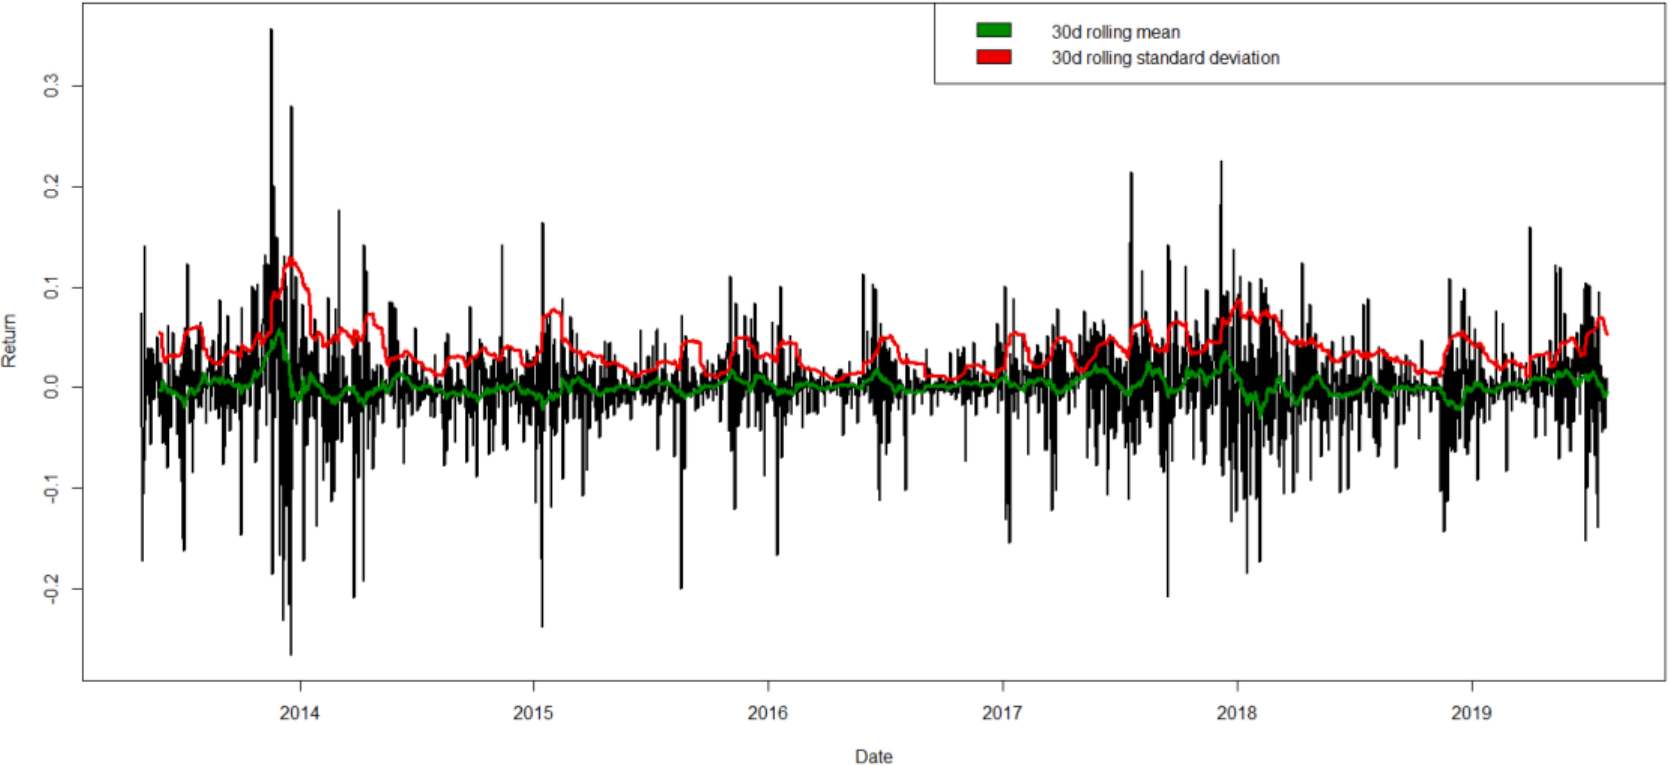 30d rolling mean
30d rolling standard deviation
Return
0.3
0.2
0.1
0.0
-0.1
-0.2
2014 2015 2016 2017 2018 2019
Date